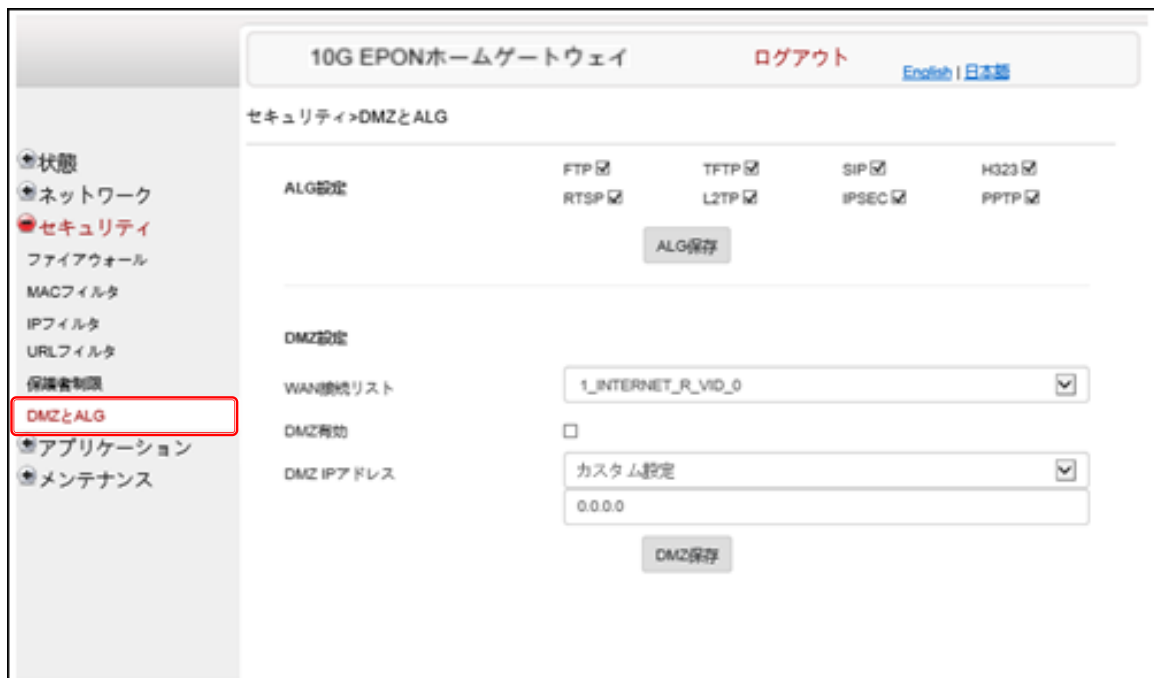 10G EPONホームゲートウェイ ログアウト English | 日本語
セキュリティ>DMZとALG
状態
ネットワーク
セキュリティ
ファイアウォール
MACフィルタ
IPフィルタ
URLフィルタ
保護者制限
DMZとALG
アプリケーション
メンテナンス
ALG設定
FTP TFTP SIP H323
RTSP L2TP IPSEC PPTP
ALG保存
DMZ設定
WAN接続リスト 1_INTERNET_R_VID_0
DMZ有効
DMZ IPアドレス カスタム設定
0.0.0.0
DMZ保存